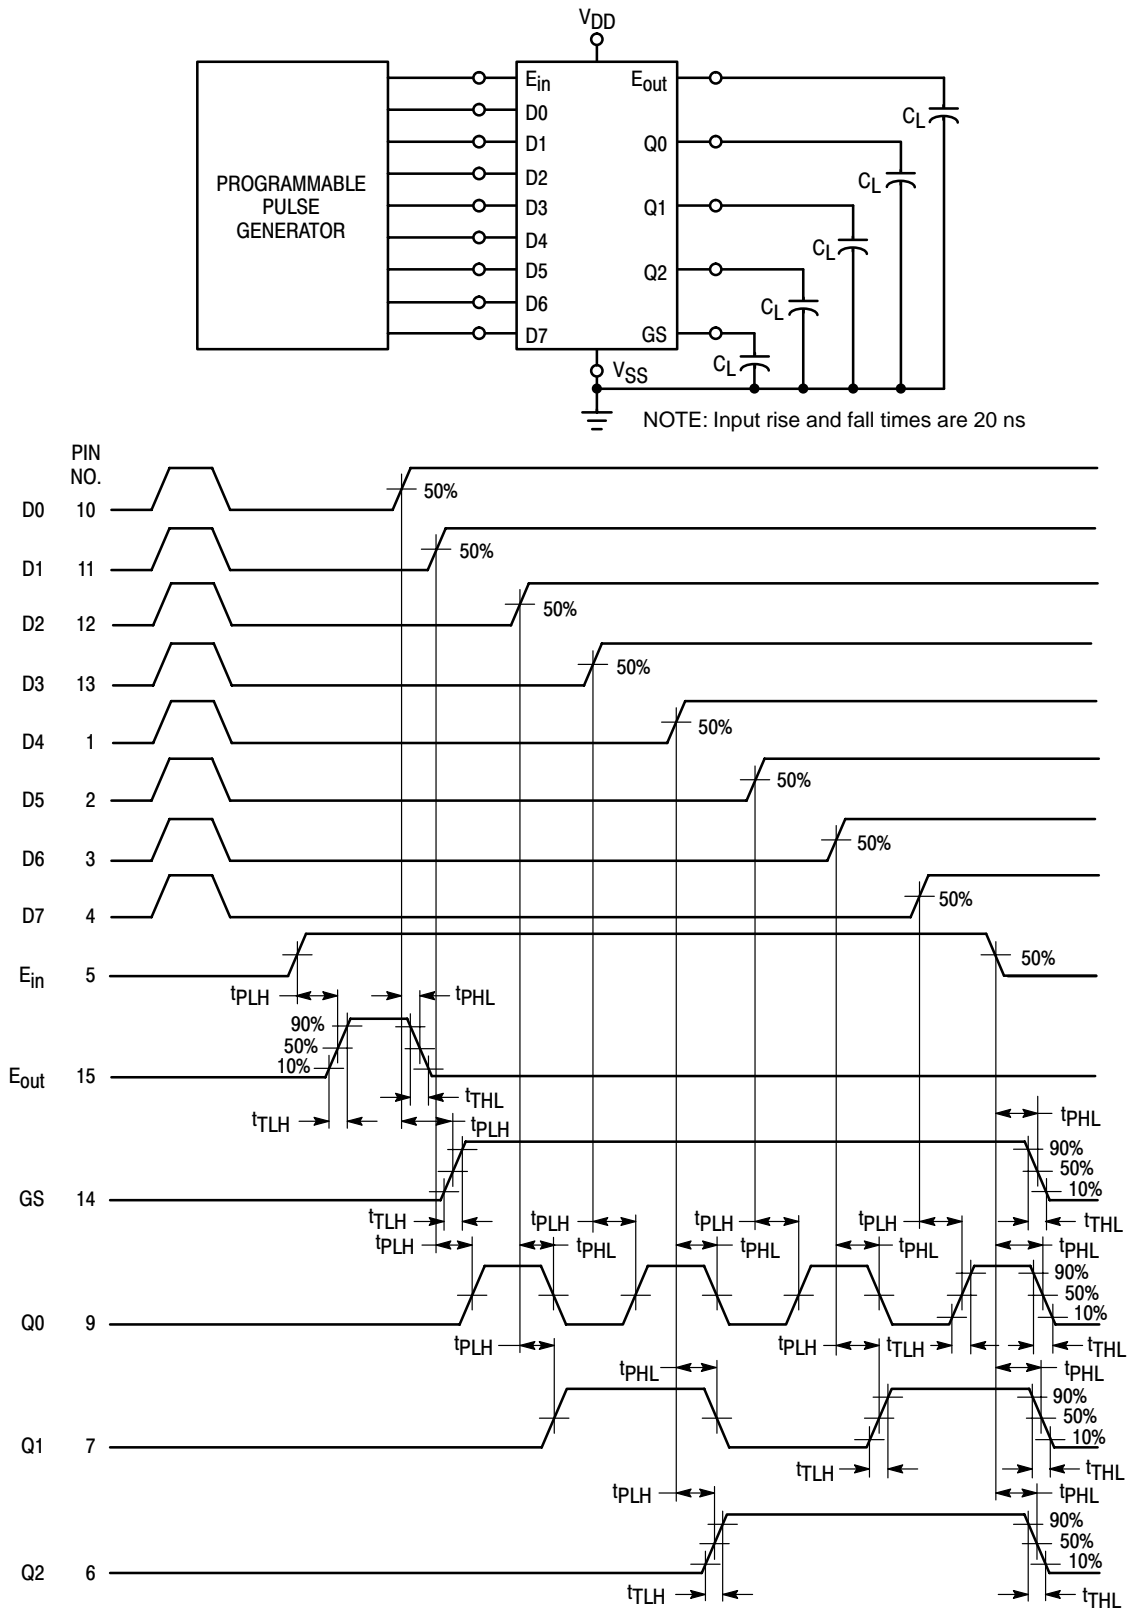 VDD
Ein
D0
D1
D2
D3
D4
D5
D6
D7
Eout
Q0
Q1
Q2
GS
PROGRAMMABLE
PULSE
GENERATOR
CL
CL
CL
CL
CL
VSS
NOTE: Input rise and fall times are 20 ns
PIN
NO.
D0 10
50%
D1 11
50%
D2 12
50%
D3 13
50%
D4 1
50%
D5 2
50%
D6 3
50%
D7 4
50%
Ein 5
50%
tPLH tPHL
90%
50%
10%
Eout 15
tTLH tTHL
tPLH tPHL
90%
50%
10%
GS 14
tTLH tPLH tPLH tPLH tTHL
tPLH tPHL tPHL tPHL tPHL
90%
50%
10%
Q0 9
tPLH tPLH tTLH tTHL
tPHL tPHL
90%
50%
10%
Q1 7
tTLH tTHL
tPLH tPHL
90%
50%
10%
Q2 6
tTLH tTHL